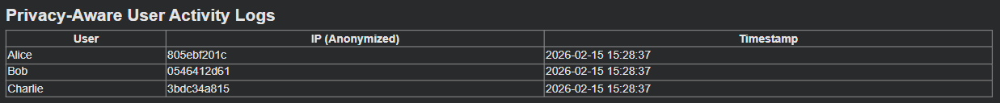 Privacy-Aware User Activity Logs
User IP (Anonymized) Timestamp
Alice 805ebf201c 2026-02-15 15:28:37
Bob 0546412d61 2026-02-15 15:28:37
Charlie 3bdc34a815 2026-02-15 15:28:37